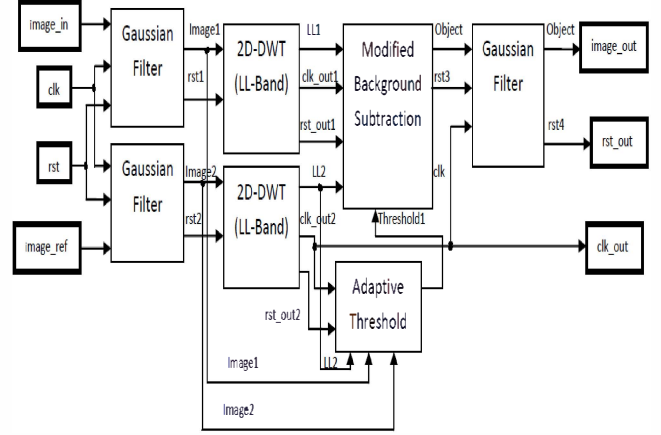 Image_in
clk
rst
Image_ref
Gaussian
Filter
Gaussian
Filter
Image1
rst1
Image2
rst2
2D-DWT
(LL-Band)
2D-DWT
(LL-Band)
LL1
clk_out1
rst_out1
LL2
clk_out2
rst_out2
Modified
Background
Subtraction
Threshold1
Adaptive
Threshold
LL2
Image1
Image2
Object
rst3
clk
Gaussian
Filter
Object
rst4
image_out
rst_out
clk_out